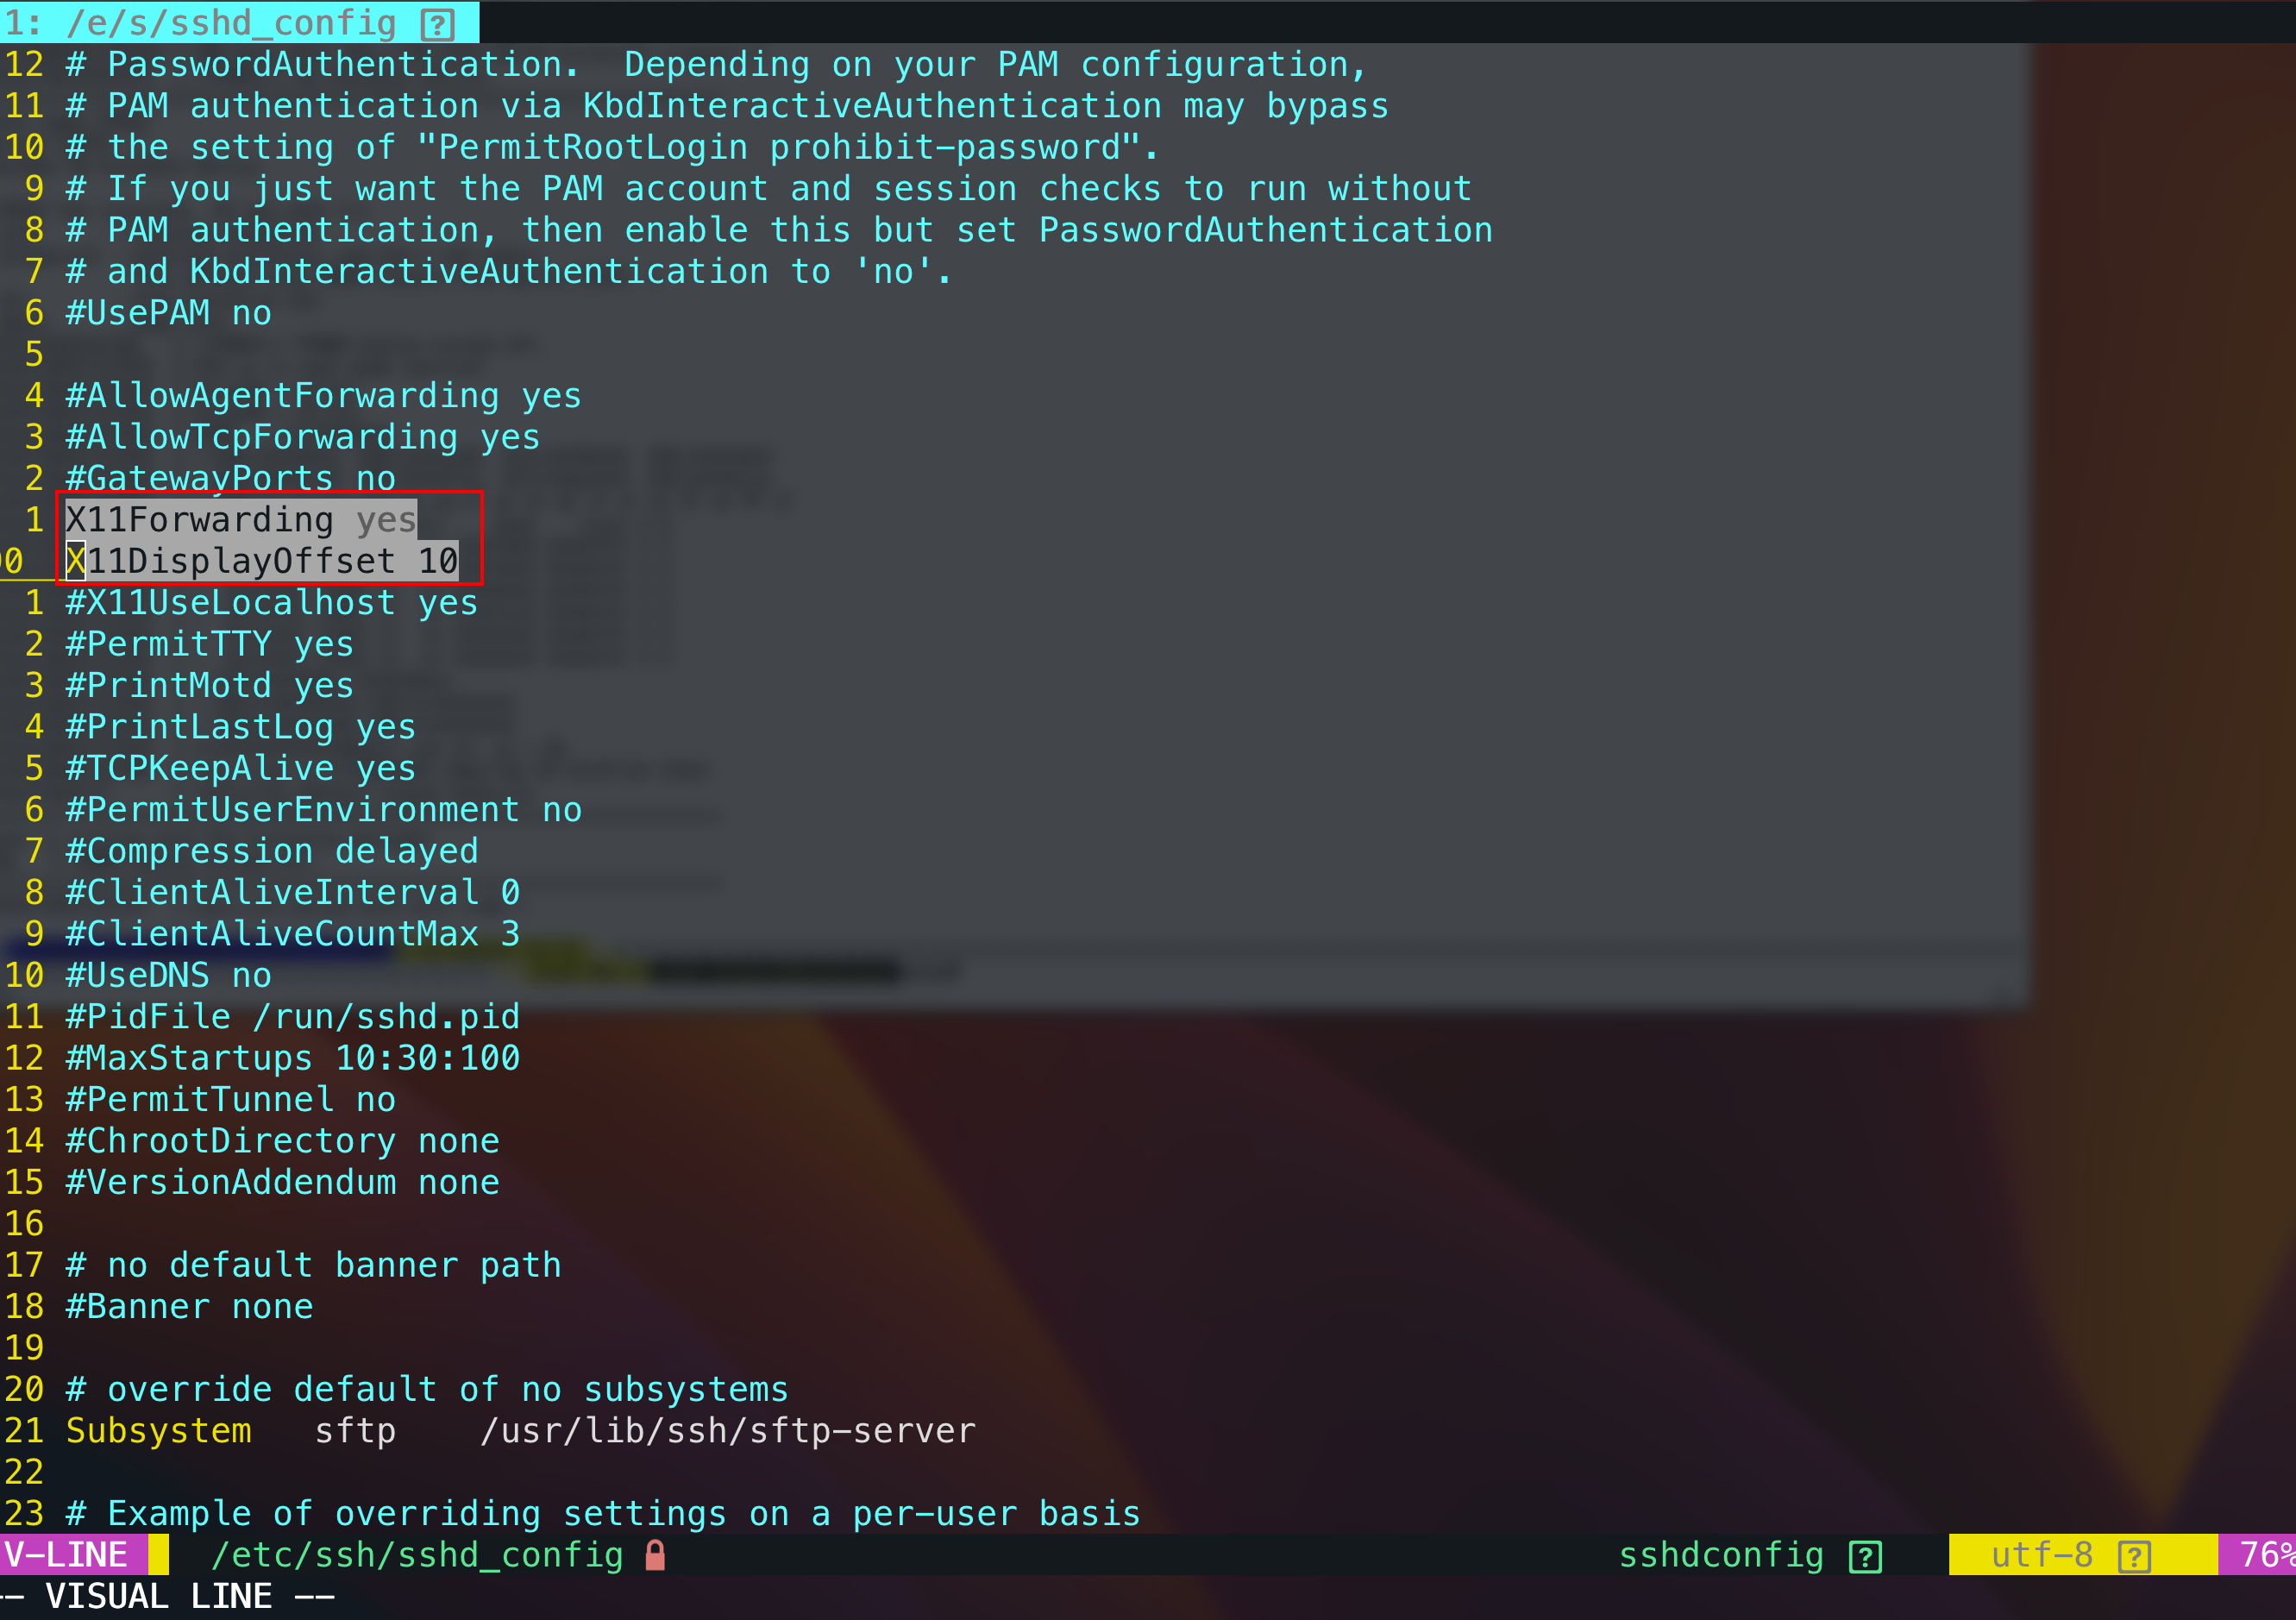 1: /e/s/sshd_config
12 # PasswordAuthentication.  Depending on your PAM configuration,
11 # PAM authentication via KbdInteractiveAuthentication may bypass
10 # the setting of "PermitRootLogin prohibit-password".
9 # If you just want the PAM account and session checks to run without
8 # PAM authentication, then enable this but set PasswordAuthentication
7 # and KbdInteractiveAuthentication to 'no'.
6 #UsePAM no
5
4 #AllowAgentForwarding yes
3 #AllowTcpForwarding yes
2 #GatewayPorts no
1 X11Forwarding yes
0 X11DisplayOffset 10
1 #X11UseLocalhost yes
2 #PermitTTY yes
3 #PrintMotd yes
4 #PrintLastLog yes
5 #TCPKeepAlive yes
6 #PermitUserEnvironment no
7 #Compression delayed
8 #ClientAliveInterval 0
9 #ClientAliveCountMax 3
10 #UseDNS no
11 #PidFile /run/sshd.pid
12 #MaxStartups 10:30:100
13 #PermitTunnel no
14 #ChrootDirectory none
15 #VersionAddendum none
16
17 # no default banner path
18 #Banner none
19
20 # override default of no subsystems
21 Subsystem   sftp    /usr/lib/ssh/sftp-server
22
23 # Example of overriding settings on a per-user basis
V-LINE /etc/ssh/sshd_config sshdconfig utf-8 76%
-- VISUAL LINE --